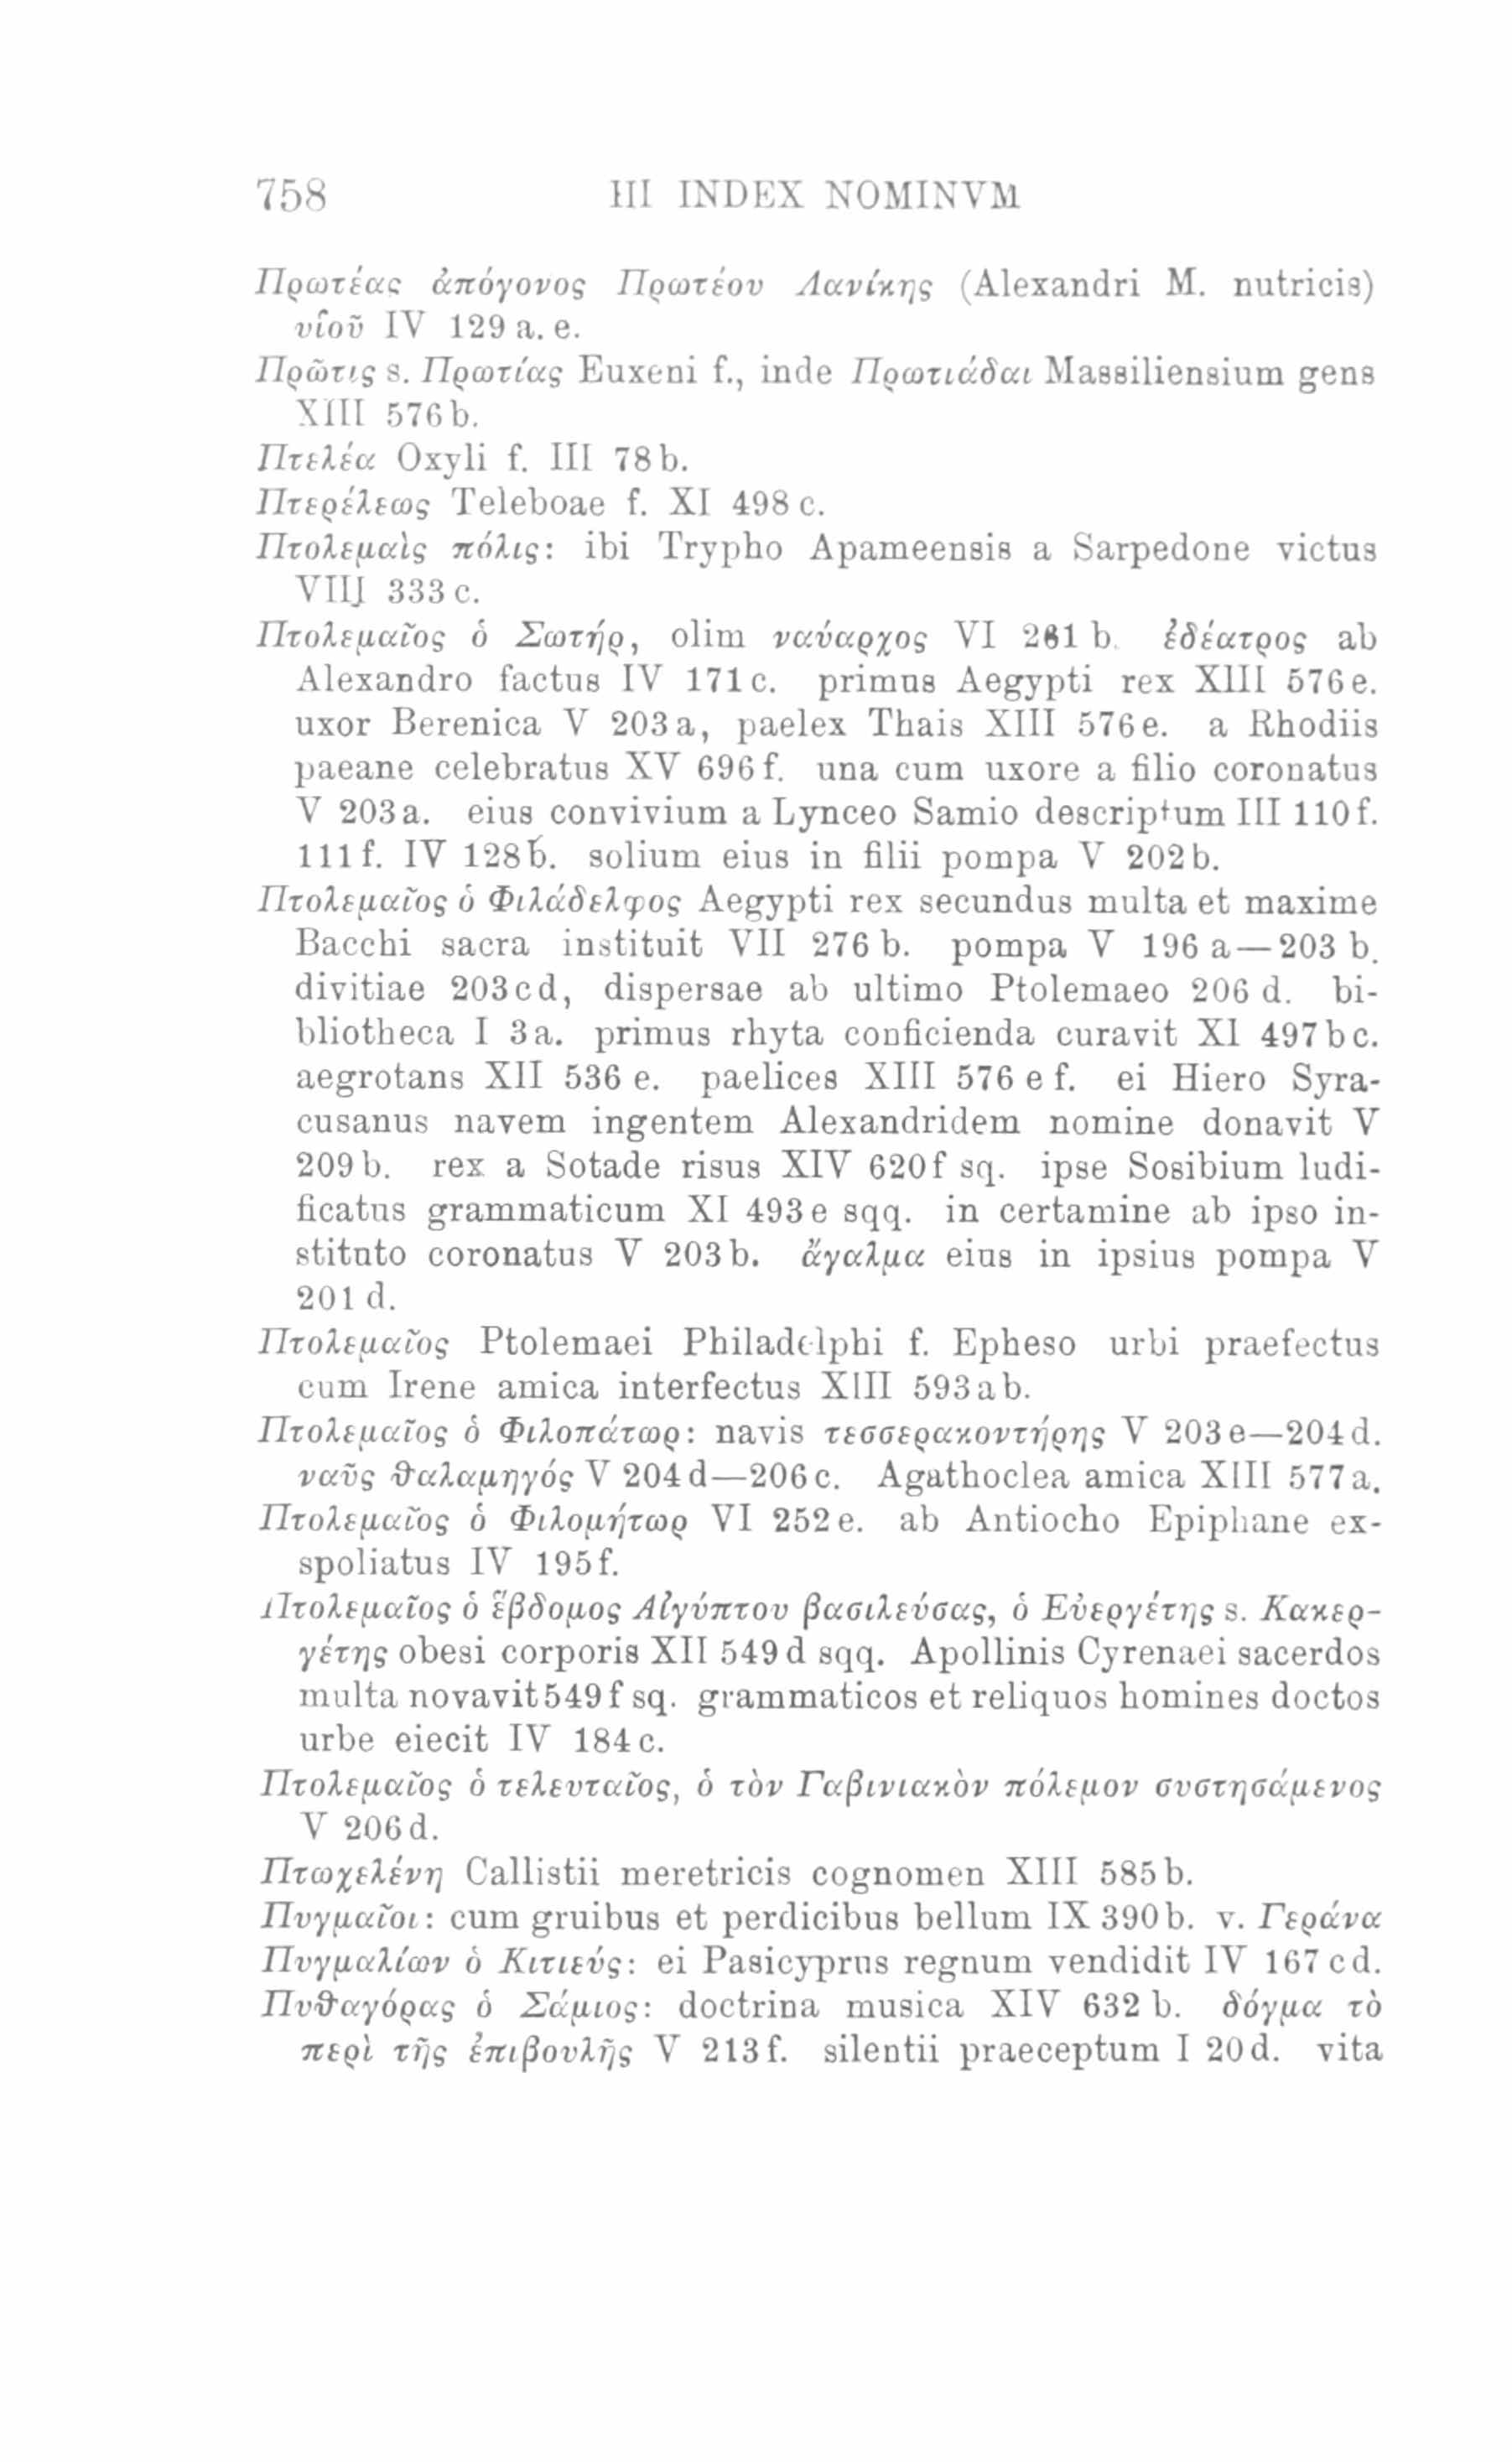 758 III INDEX NOMINVM
Πρωτέας ἀπόγονος Πρωτέου Λανίκης (Alexandri M. nutricis)
υἱοῦ IV 129 a. e.
Πρῶτις s. Πρωτίας Euxeni f., inde Πρωτιάδαι Massiliensium gens
XIII 576 b.
Πτελέα Oxyli f. III 78 b.
Πτερέλεως Teleboae f. XI 498 c.
Πτολεμαῒς πόλις: ibi Trypho Apameensis a Sarpedone victus
VIII 333 c.
Πτολεμαῖος ὁ Σωτήρ, olim ναύαρχος VI 261 b. ἐδέατρος ab
Alexandro factus IV 171 c. primus Aegypti rex XIII 576 e.
uxor Berenica V 203 a, paelex Thais XIII 576 e. a Rhodiis
paeane celebratus XV 696 f. una cum uxore a filio coronatus
V 203 a. eius convivium a Lynceo Samio descriptum III 110 f.
111 f. IV 128 b. solium eius in filii pompa V 202 b.
Πτολεμαῖος ὁ Φιλάδελφος Aegypti rex secundus multa et maxime
Bacchi sacra instituit VII 276 b. pompa V 196 a—203 b.
divitiae 203 c d, dispersae ab ultimo Ptolemaeo 206 d. bi-
bliotheca I 3 a. primus rhyta conficienda curavit XI 497 b c.
aegrotans XII 536 e. paelices XIII 576 e f. ei Hiero Syra-
cusanus navem ingentem Alexandridem nomine donavit V
209 b. rex a Sotade risus XIV 620 f sq. ipse Sosibium ludi-
ficatus grammaticum XI 493 e sqq. in certamine ab ipso in-
stituto coronatus V 203 b. ἄγαλμα eius in ipsius pompa V
201 d.
Πτολεμαῖος Ptolemaei Philadelphi f. Epheso urbi praefectus
cum Irene amica interfectus XIII 593 a b.
Πτολεμαῖος ὁ Φιλοπάτωρ: navis τεσσερακοντήρης V 203 e—204 d.
ναῦς θαλαμηγός V 204 d—206 c. Agathoclea amica XIII 577 a.
Πτολεμαῖος ὁ Φιλομήτωρ VI 252 e. ab Antiocho Epiphane ex-
spoliatus IV 195 f.
Πτολεμαῖος ὁ ἕβδομος Αἰγύπτου βασιλεύσας, ὁ Εὐεργέτης s. Κακερ-
γέτης obesi corporis XII 549 d sqq. Apollinis Cyrenaei sacerdos
multa novavit 549 f sq. grammaticos et reliquos homines doctos
urbe eiecit IV 184 c.
Πτολεμαῖος ὁ τελευταῖος, ὁ τὸν Γαβινιακὸν πόλεμον συστησάμενος
V 206 d.
Πτωχελένη Callistii meretricis cognomen XIII 585 b.
Πυγμαῖοι: cum gruibus et perdicibus bellum IX 390 b. v. Γεράνα
Πυγμαλίων ὁ Κιτιεύς: ei Pasicyprus regnum vendidit IV 167 c d.
Πυθαγόρας ὁ Σάμιος: doctrina musica XIV 632 b. δόγμα τὸ
περὶ τῆς ἐπιβουλῆς V 213 f. silentii praeceptum I 20 d. vita